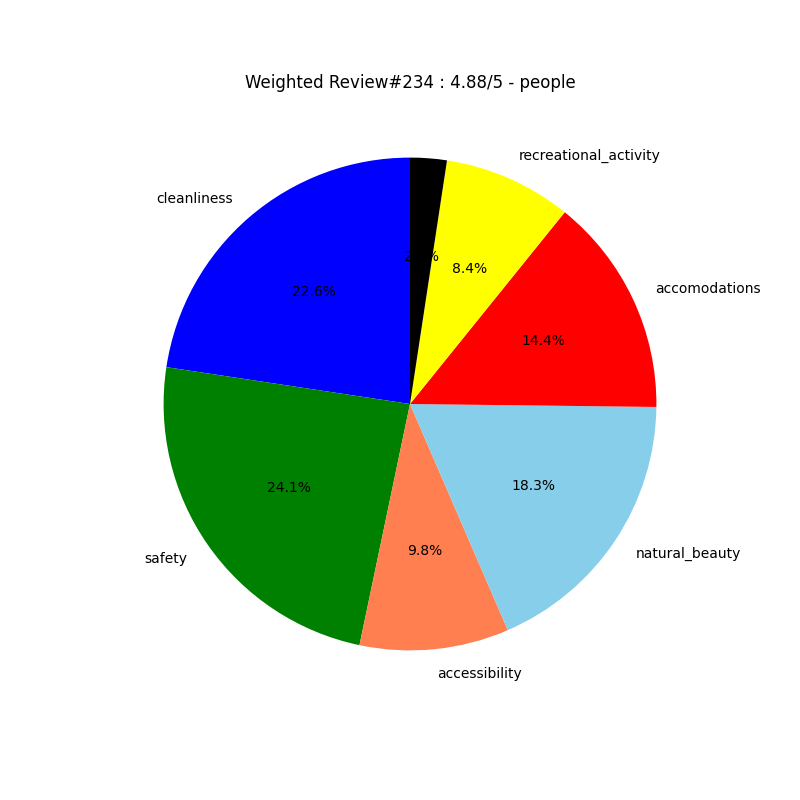 Weighted Review#234 : 4.88/5 - people
recreational_activity
cleanliness
8.4%
accomodations
22.6%
14.4%
24.1%
18.3%
9.8%
natural_beauty
safety
accessibility